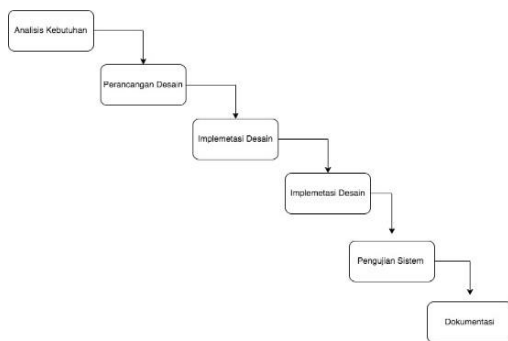 Analisis Kebutuhan
Perancangan Desain
Implemetasi Desain
Implemetasi Desain
Pengujian Sistem
Dokumentasi